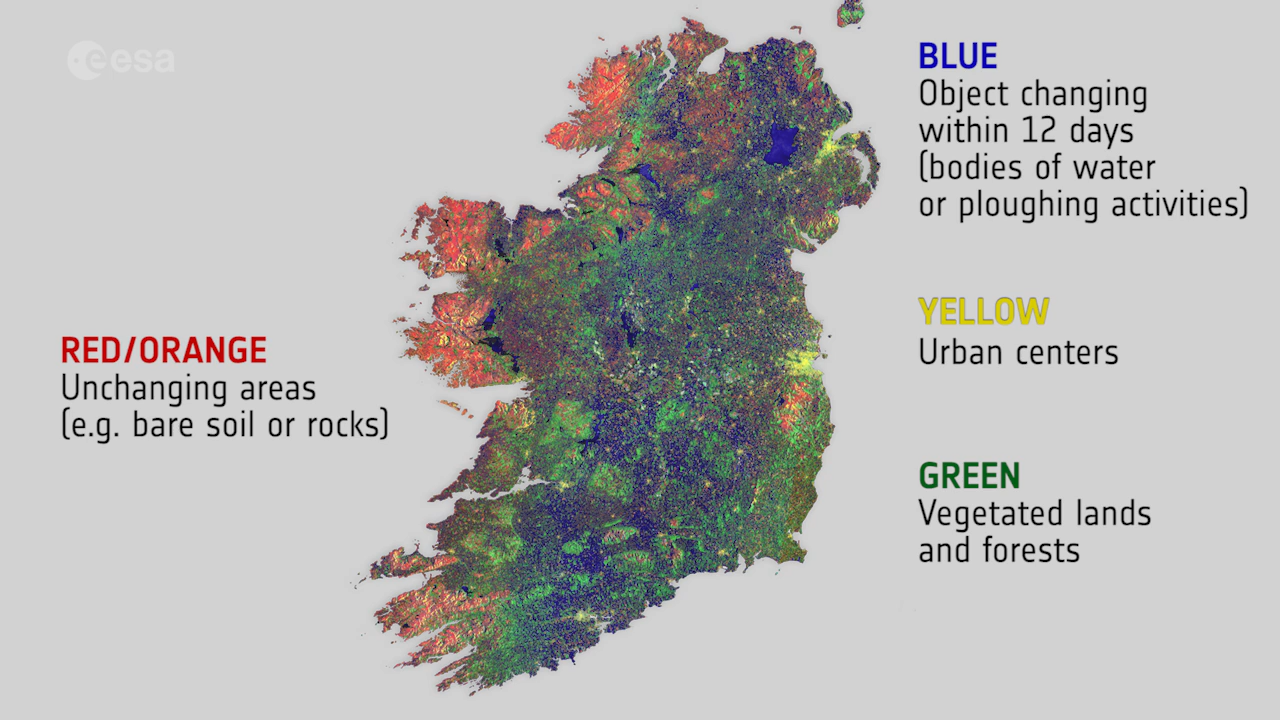 esa
RED/ORANGE
Unchanging areas
(e.g. bare soil or rocks)
BLUE
Object changing
within 12 days
(bodies of water
or ploughing activities)
YELLOW
Urban centers
GREEN
Vegetated lands
and forests